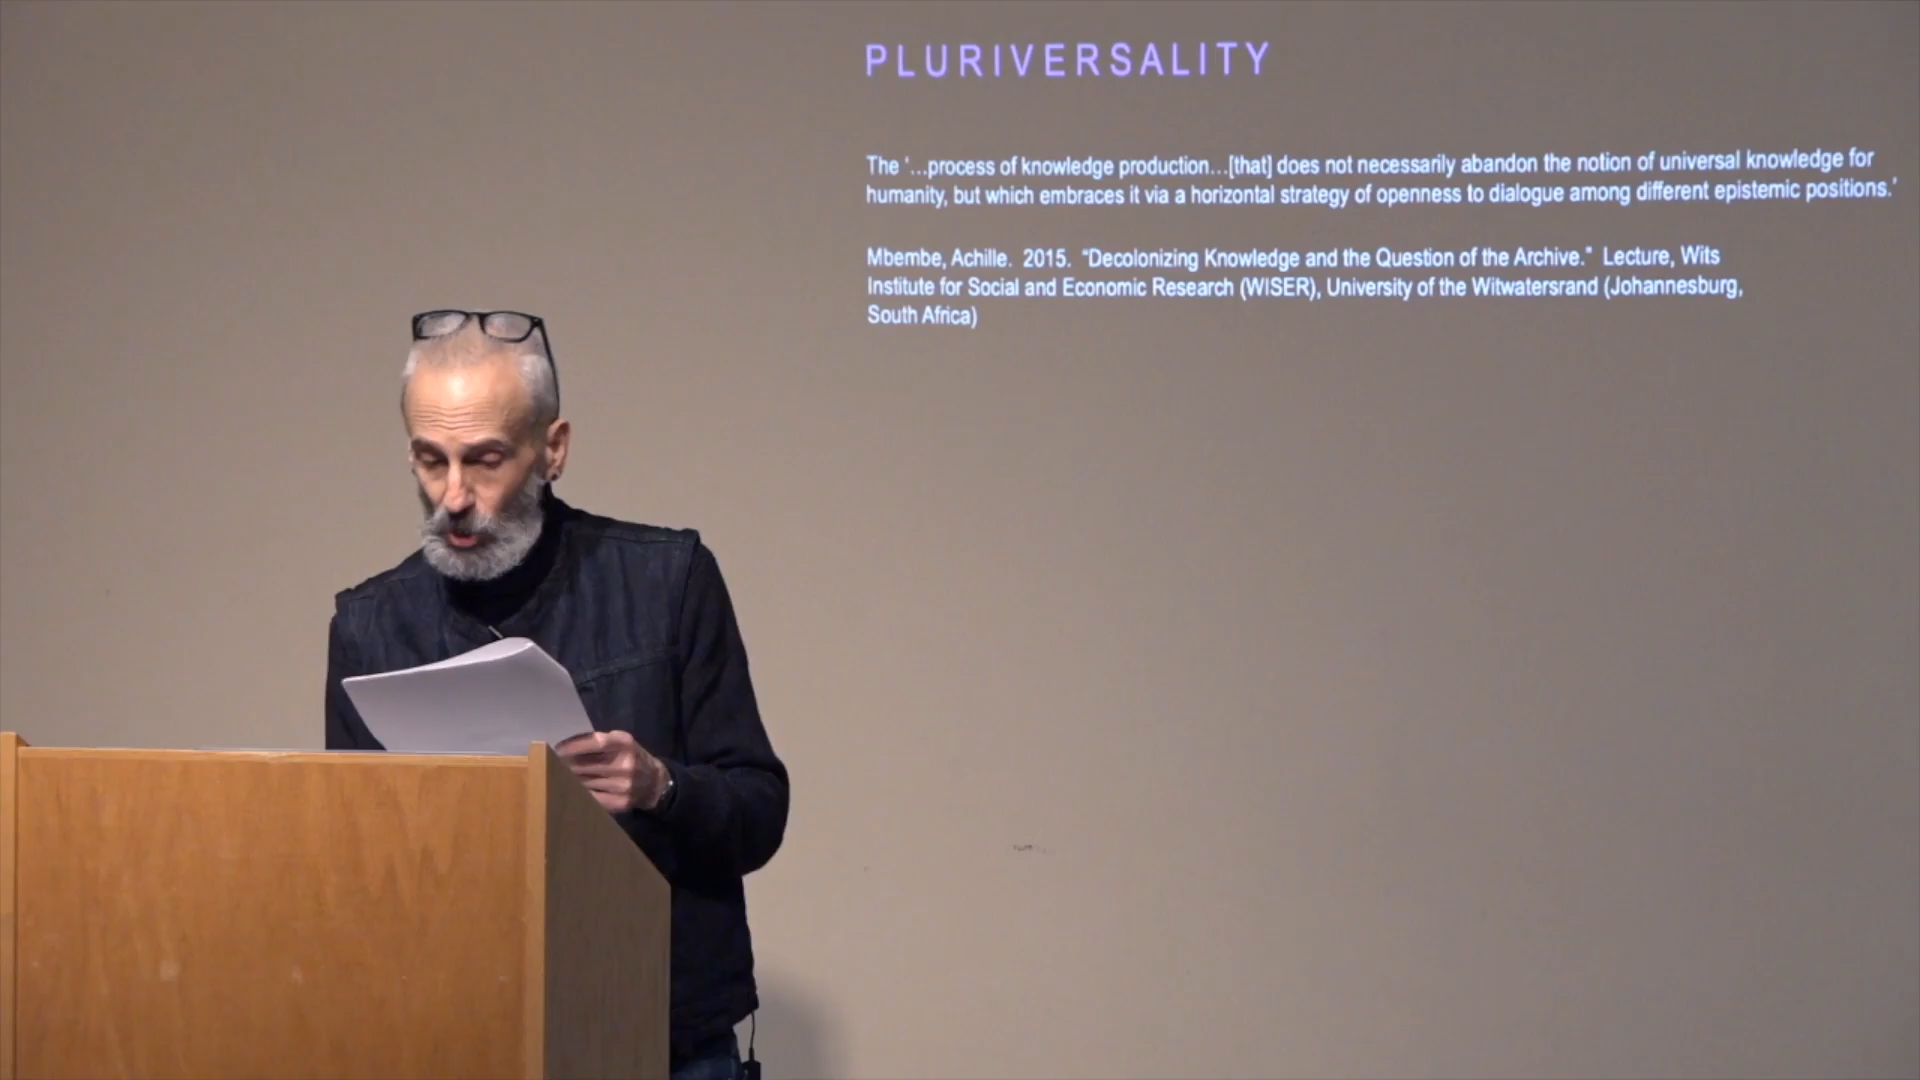 PLURIVERSALITY
The ‘...process of knowledge production...[that] does not necessarily abandon the notion of universal knowledge for
humanity, but which embraces it via a horizontal strategy of openness to dialogue among different epistemic positions.’
Mbembe, Achille. 2015. “Decolonizing Knowledge and the Question of the Archive.” Lecture, Wits
Institute for Social and Economic Research (WISER), University of the Witwatersrand (Johannesburg,
South Africa)